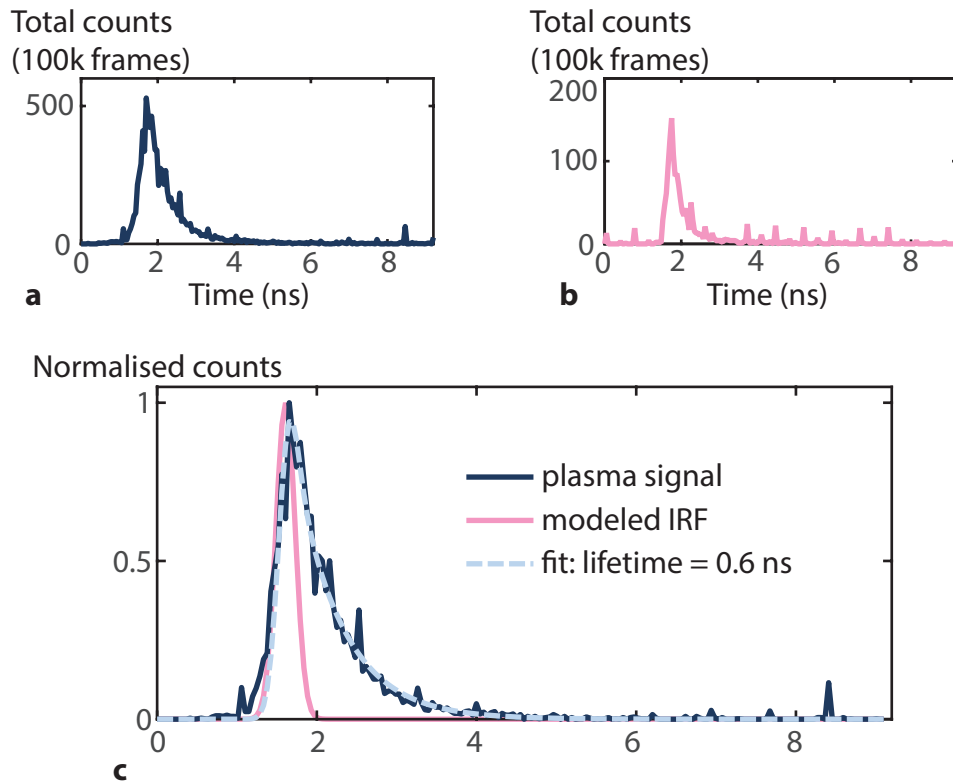 Total counts
(100k frames)
500
0
0
2
4
6
8
Time (ns)
a
Total counts
(100k frames)
200
100
0
0
2
4
6
8
Time (ns)
b
Normalised counts
1
0.5
0
0
2
4
6
8
plasma signal
modeled IRF
fit: lifetime = 0.6 ns
c